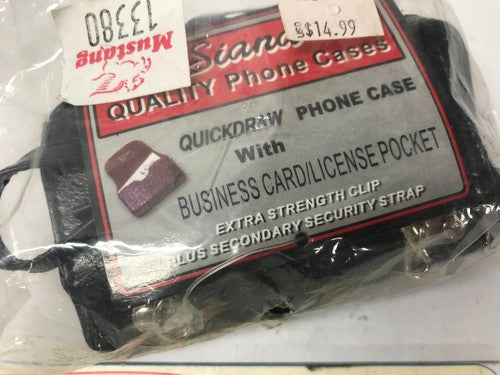 13380
Mustang
$14.99
QUALITY Phone Cases
QUICKDRAW PHONE CASE
With
BUSINESS CARD/LICENSE POCKET
EXTRA STRENGTH CLIP
PLUS SECONDARY SECURITY STRAP